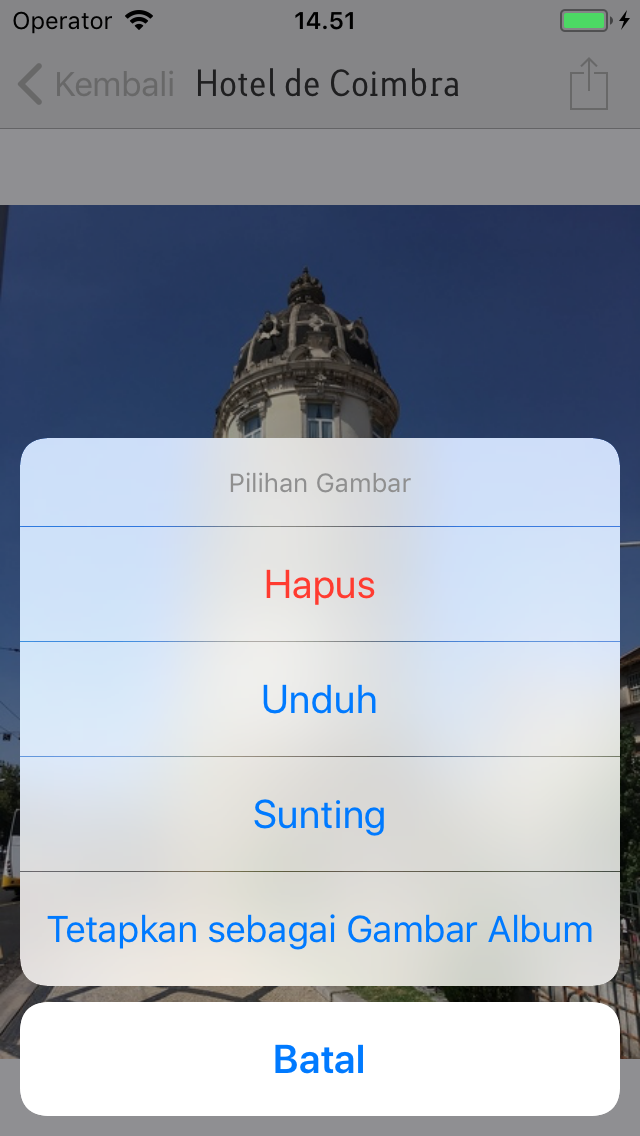 Operator 14.51
Kembali Hotel de Coimbra
Pilihan Gambar
Hapus
Unduh
Sunting
Tetapkan sebagai Gambar Album
Batal